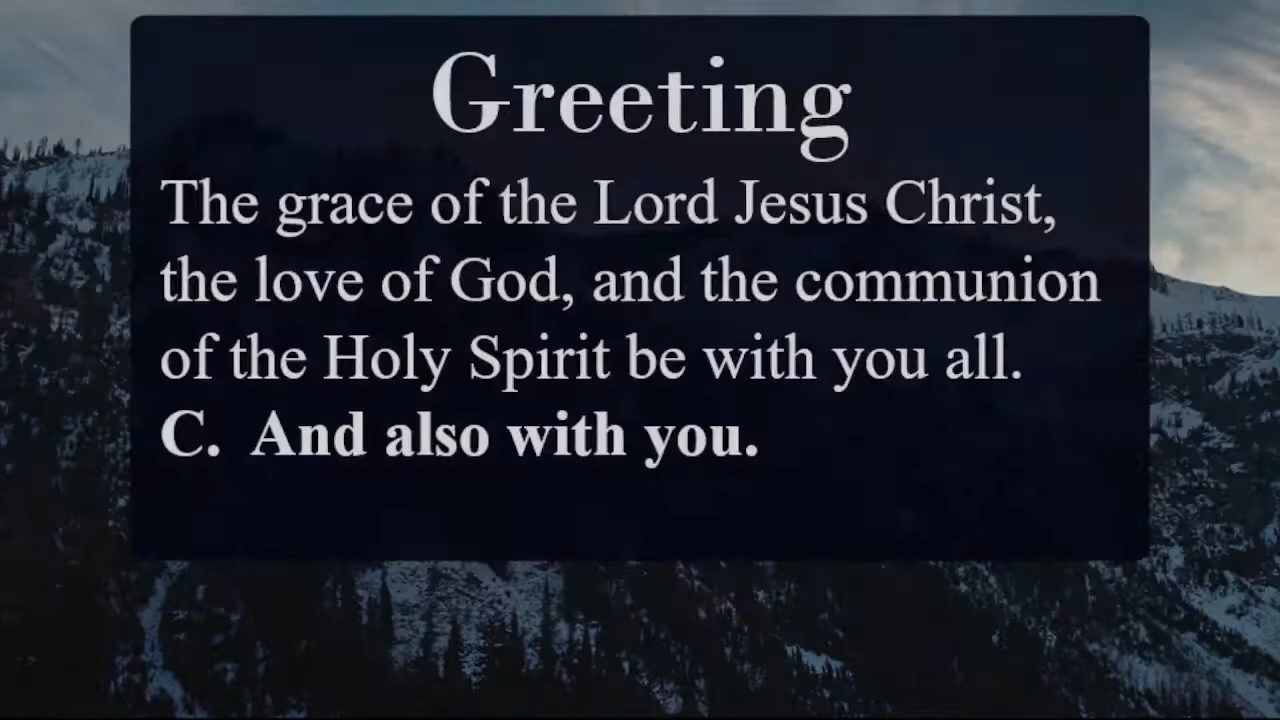 Greeting
The grace of the Lord Jesus Christ,
the love of God, and the communion
of the Holy Spirit be with you all.
C. And also with you.